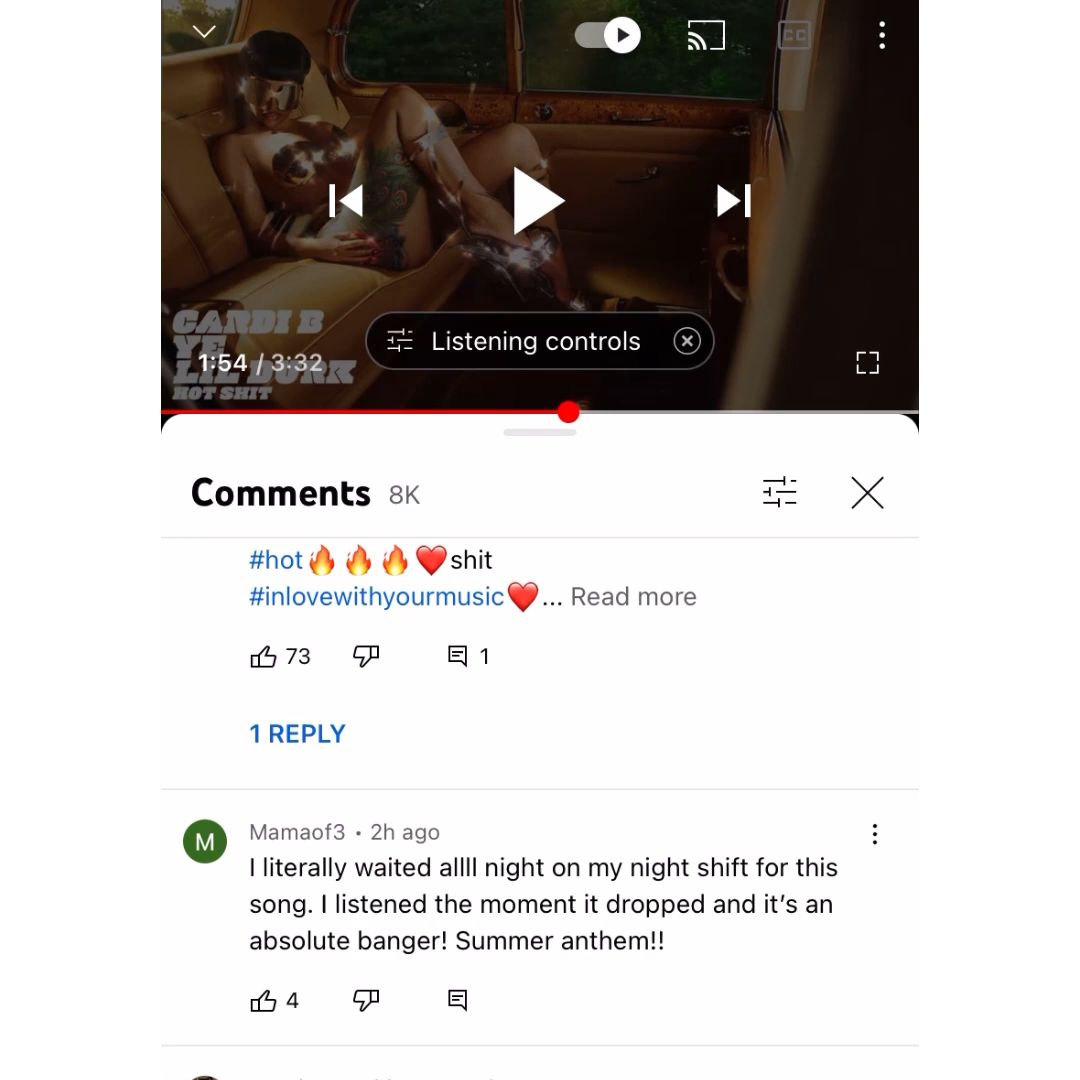 CC
CARDI B
YE
LIL DURK
HOT SHIT
1:54 / 3:32
Listening controls
Comments 8K
#hot🔥🔥🔥❤️shit
#inlovewithyourmusic❤️... Read more
73
1
1 REPLY
M
Mamaof3 • 2h ago
I literally waited allll night on my night shift for this
song. I listened the moment it dropped and it’s an
absolute banger! Summer anthem!!
4